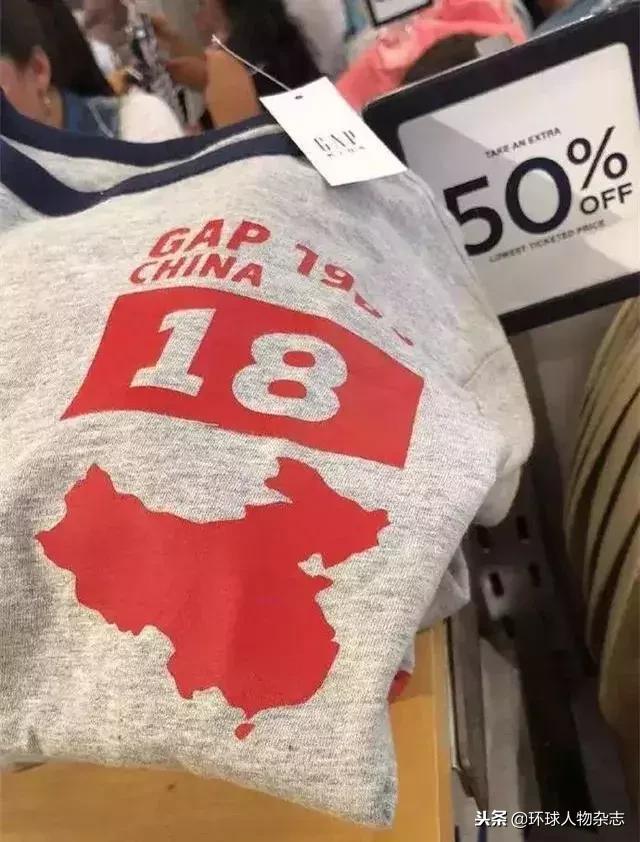 GAP
KIDS
TAKE AN EXTRA
50% OFF
LOWEST TICKETED PRICE
GAP
CHINA
18
头条 @环球人物杂志